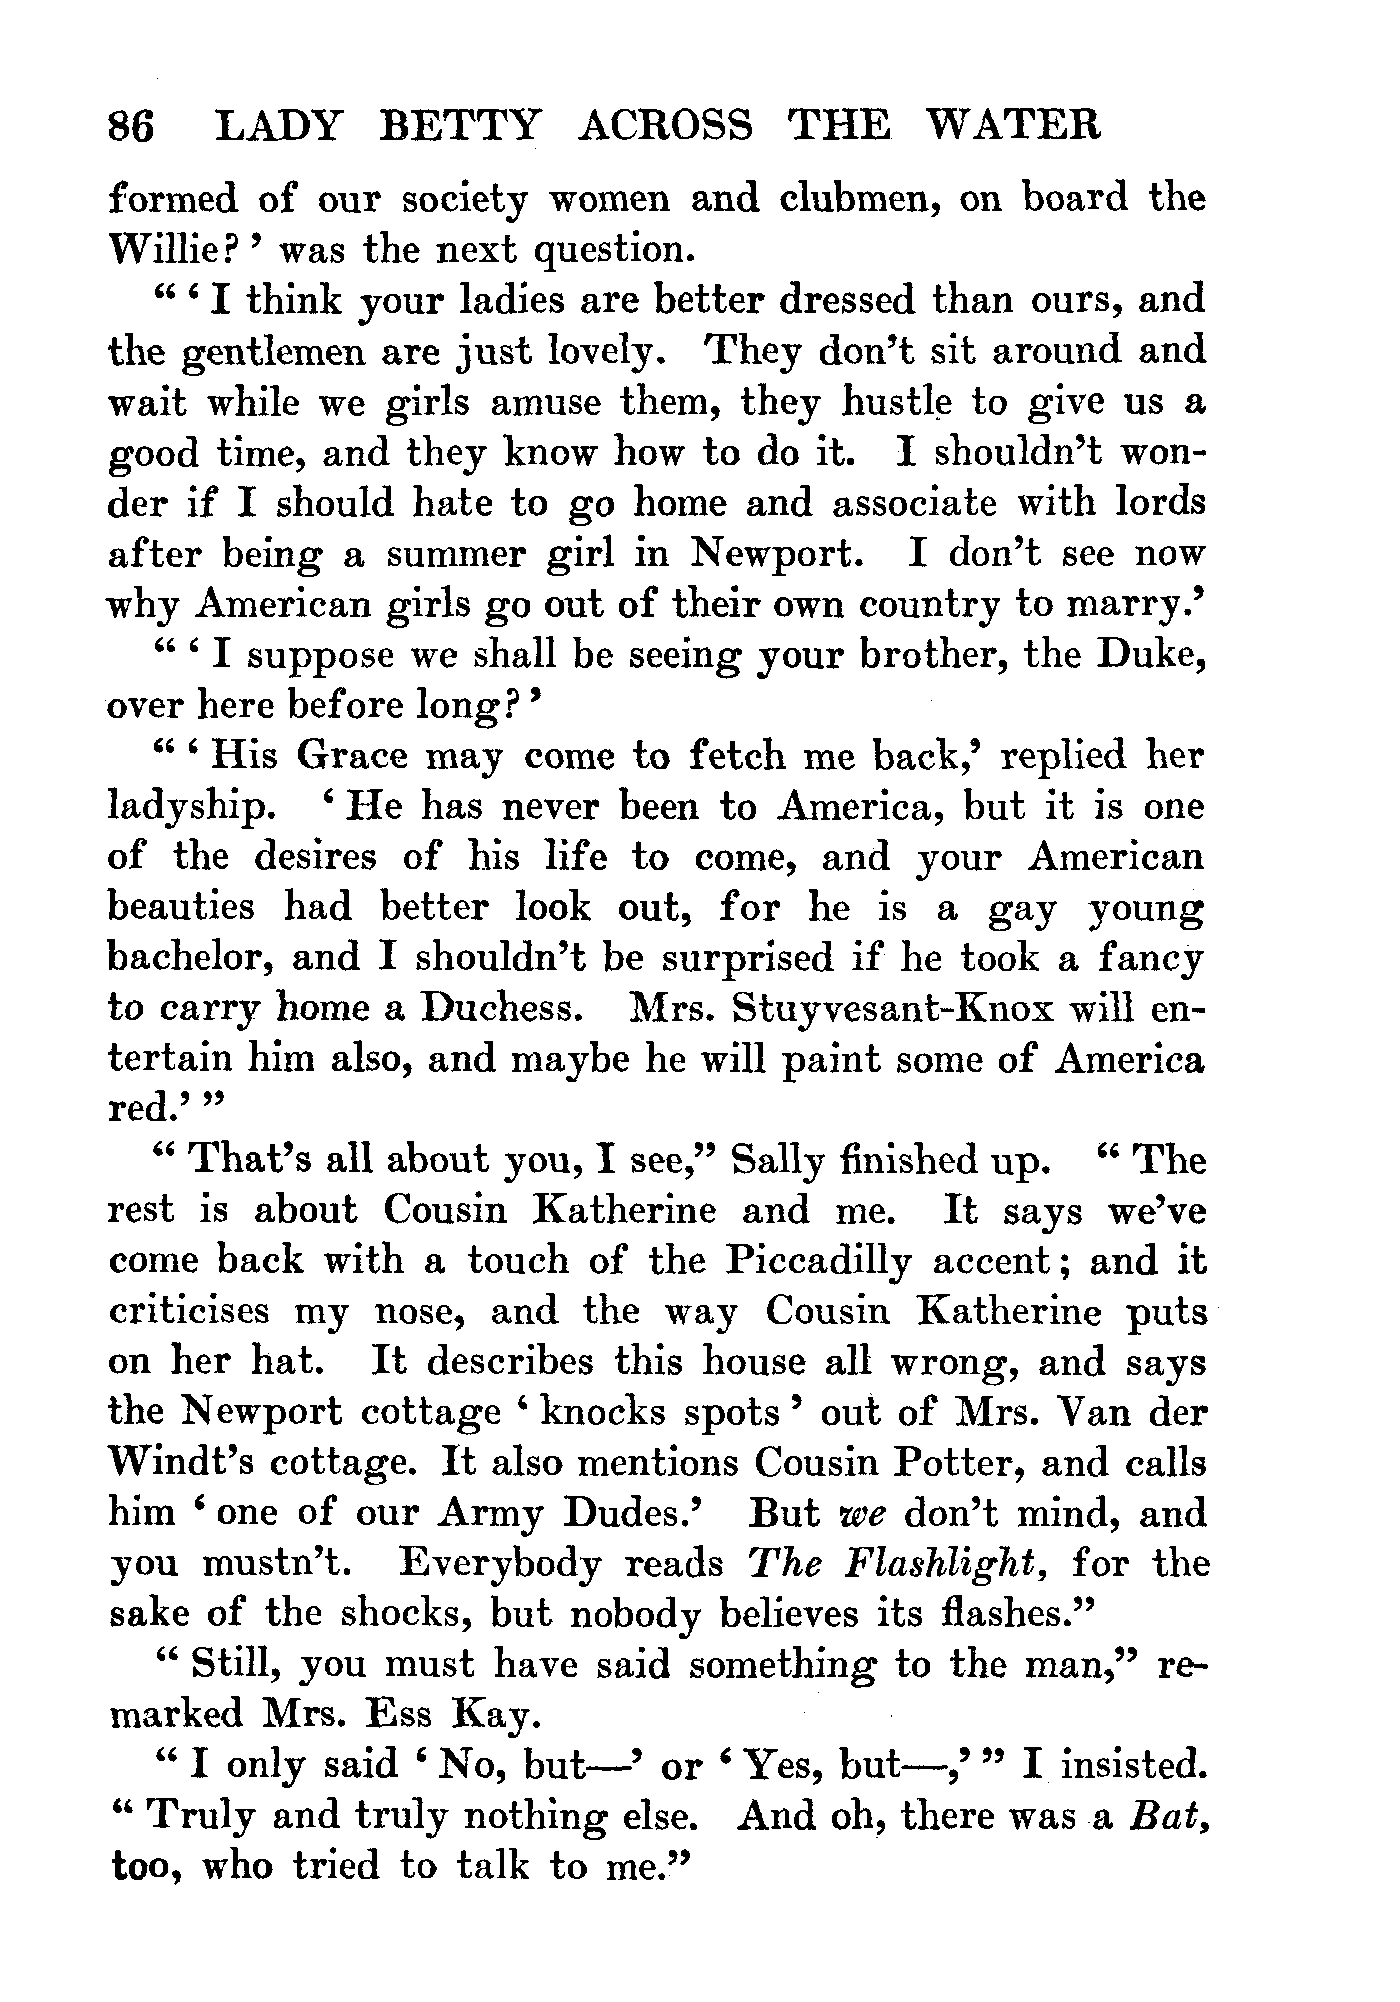 86 LADY BETTY ACROSS THE WATER
formed of our society women and clubmen, on board the
Willie?' was the next question.
"'I think your ladies are better dressed than ours, and
the gentlemen are just lovely. They don't sit around and
wait while we girls amuse them, they hustle to give us a
good time, and they know how to do it. I shouldn't won-
der if I should hate to go home and associate with lords
after being a summer girl in Newport. I don't see now
why American girls go out of their own country to marry.'
"'I suppose we shall be seeing your brother, the Duke,
over here before long?'
"'His Grace may come to fetch me back,' replied her
ladyship. 'He has never been to America, but it is one
of the desires of his life to come, and your American
beauties had better look out, for he is a gay young
bachelor, and I shouldn't be surprised if he took a fancy
to carry home a Duchess. Mrs. Stuyvesant-Knox will en-
tertain him also, and maybe he will paint some of America
red.'"
"That's all about you, I see," Sally finished up. "The
rest is about Cousin Katherine and me. It says we've
come back with a touch of the Piccadilly accent; and it
criticises my nose, and the way Cousin Katherine puts
on her hat. It describes this house all wrong, and says
the Newport cottage 'knocks spots' out of Mrs. Van der
Windt's cottage. It also mentions Cousin Potter, and calls
him 'one of our Army Dudes.' But we don't mind, and
you mustn't. Everybody reads The Flashlight, for the
sake of the shocks, but nobody believes its flashes."
"Still, you must have said something to the man," re-
marked Mrs. Ess Kay.
"I only said 'No, but—' or 'Yes, but—,'" I insisted.
"Truly and truly nothing else. And oh, there was a Bat,
too, who tried to talk to me."